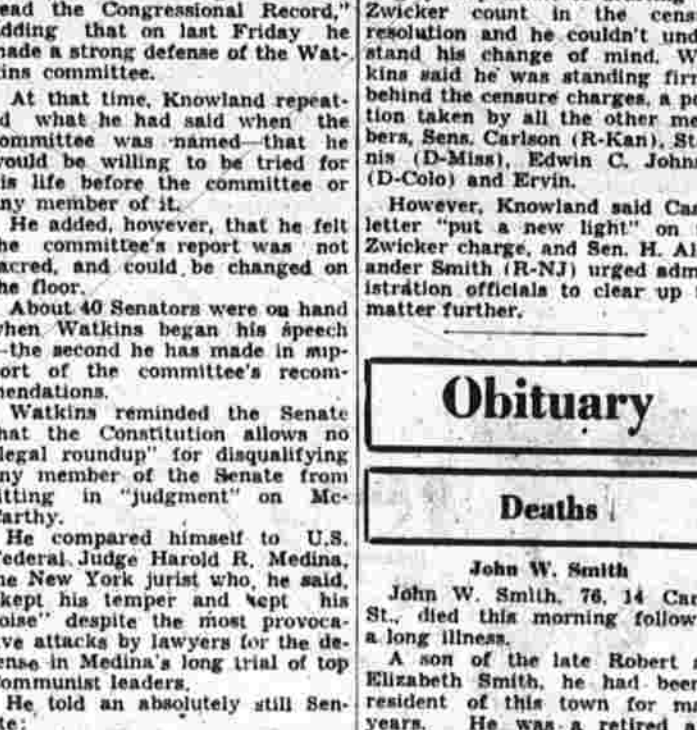 ead the Congressional Record,"
dding that on last Friday he
made a strong defense of the Wat-
kins committee.
At that time, Knowland repeat-
d what he had said when the
ommittee was named—that he
would be willing to be tried for
is life before the committee or
ny member of it.
He added, however, that he felt
he committee's report was not
acred, and could be changed on
he floor.
About 40 Senators were on hand
when Watkins began his speech
—the second he has made in sup-
ort of the committee's recom-
mendations.
Watkins reminded the Senate
hat the Constitution allows no
legal roundup" for disqualifying
ny member of the Senate from
itting in "judgment" on Mc-
Carthy.
He compared himself to U.S.
Federal Judge Harold R. Medina,
he New York jurist who, he said,
kept his temper and kept his
oise" despite the most provoca-
ive attacks by lawyers for the de-
ense in Medina's long trial of top
ommunist leaders.
He told an absolutely still Sen-
te:
Zwicker count in the cens
resolution and he couldn't und
stand his change of mind. W
kins said he was standing fir
behind the censure charges, a po
tion taken by all the other me
bers, Sens. Carlson (R-Kan), St
nis (D-Miss), Edwin C. John
(D-Colo) and Ervin.
However, Knowland said Cas
letter "put a new light" on
Zwicker charge, and Sen. H. Al
ander Smith (R-NJ) urged adm
istration officials to clear up
matter further.
Obituary
Deaths
John W. Smith
John W. Smith, 76, 14 Car
St., died this morning follow
a long illness.
A son of the late Robert
Elizabeth Smith, he had been
resident of this town for ma
years. He was a retired